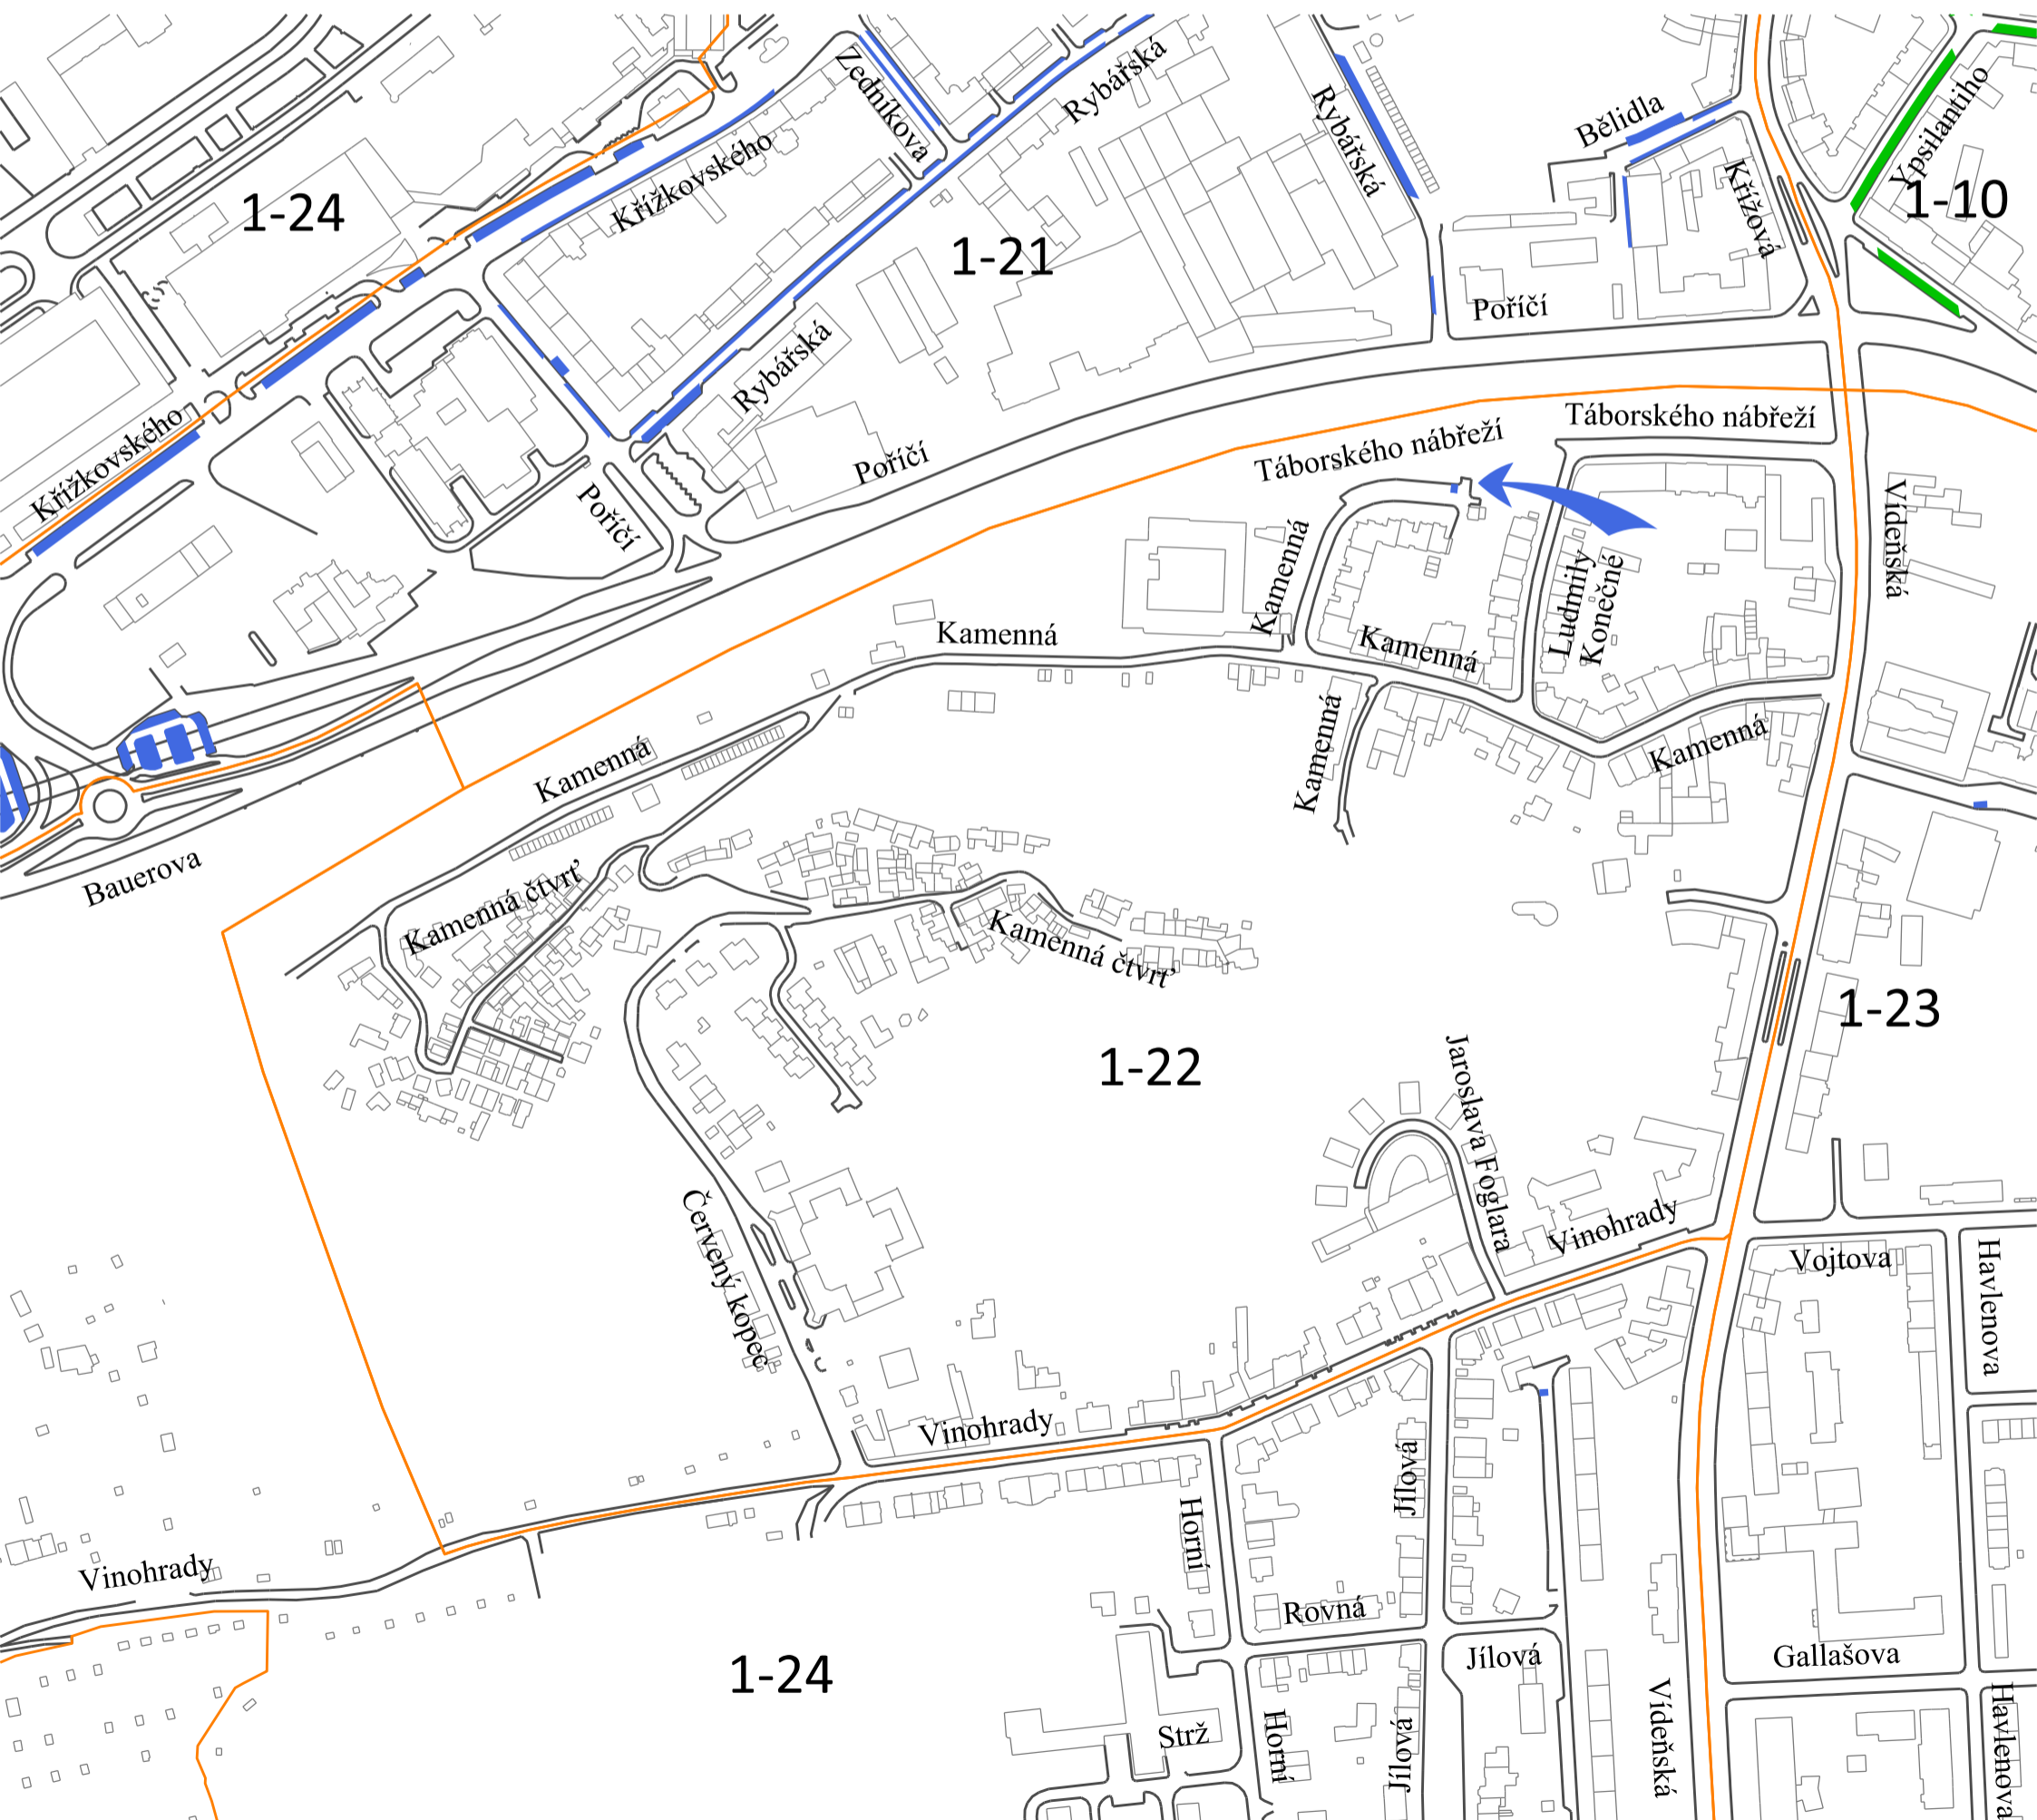 Zedníkova
Rybářská
Rybářská
Bělidla
Ypsilantiho
1-24
Křížkovského
1-21
Křížová
1-10
Poříčí
Rybářská
Křížkovského
Poříčí
Poříčí
Táborského nábřeží
Táborského nábřeží
Vídeňská
Kamenná
Kamenná
Kamenná
Ludmily
Konečné
Kamenná
Kamenná
Kamenná
Bauerova
Kamenná čtvrť
Kamenná čtvrť
1-23
1-22
Jaroslava Foglara
Červený kopec
Vinohrady
Vojtova
Havlenova
Vinohrady
Jílová
Horní
Vinohrady
Rovná
Jílová
Gallašova
1-24
Strž
Horní
Jílová
Vídeňská
Havlenova